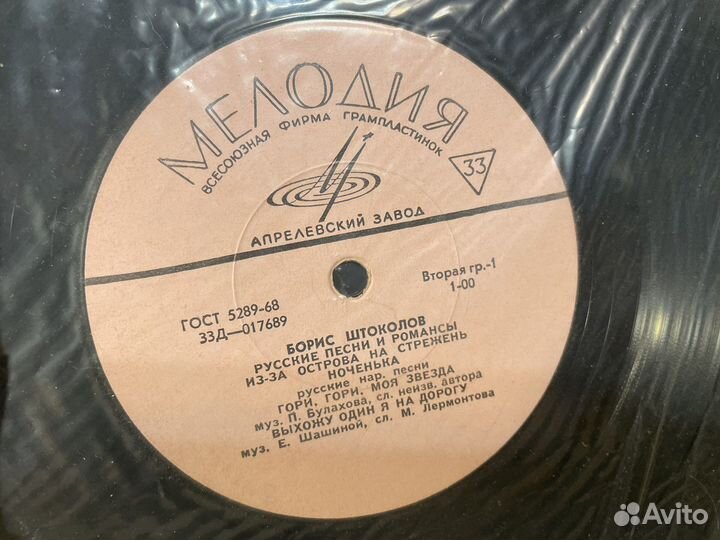 МЕЛОДИЯ
ВСЕСОЮЗНАЯ ФИРМА ГРАМПЛАСТИНОК
33
АПРЕЛЕВСКИЙ ЗАВОД
ГОСТ 5289-68
33Д—017689
Вторая гр.-1
1-00
БОРИС ШТОКОЛОВ
РУССКИЕ ПЕСНИ И РОМАНСЫ
ИЗ-ЗА ОСТРОВА НА СТРЕЖЕНЬ
НОЧЕНЬКА
русские нар. песни
ГОРИ, ГОРИ, МОЯ ЗВЕЗДА
муз. П. Булахова, сл. неизв. автора
ВЫХОЖУ ОДИН Я НА ДОРОГУ
муз. Е. Шашиной, сл. М. Лермонтова
Avito